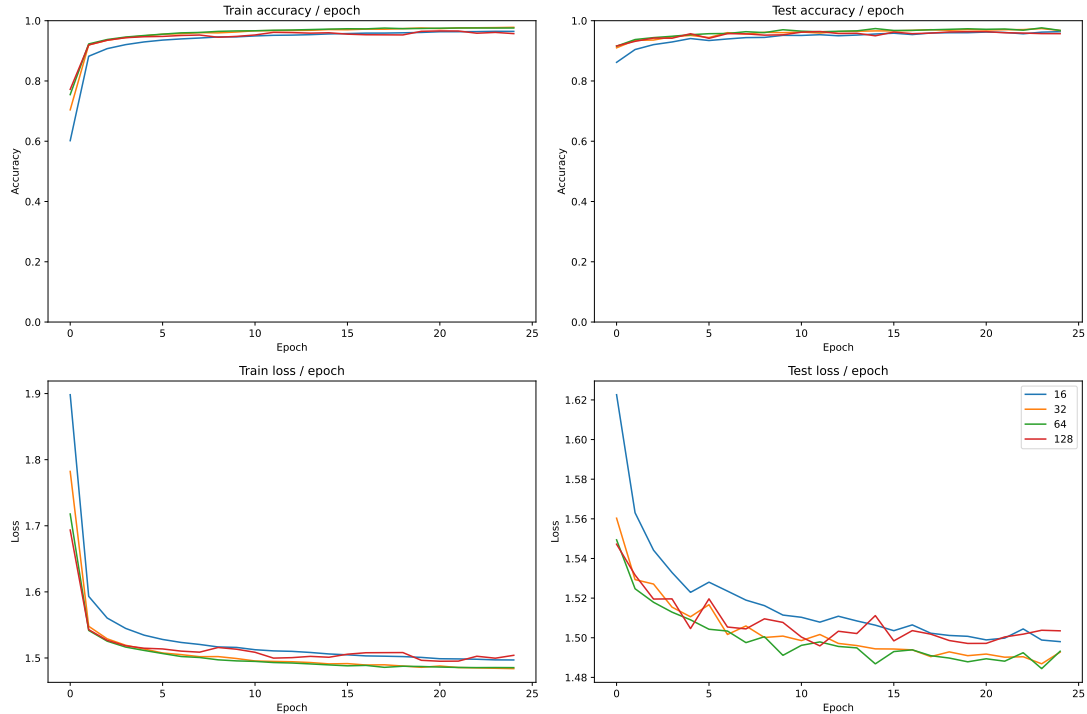 Train accuracy / epoch
1.0
0.8
0.6
0.4
0.2
0.0
Accuracy
0 5 10 15 20 25
Epoch
Test accuracy / epoch
1.0
0.8
0.6
0.4
0.2
0.0
Accuracy
0 5 10 15 20 25
Epoch
Train loss / epoch
1.9
1.8
1.7
1.6
1.5
Loss
0 5 10 15 20 25
Epoch
Test loss / epoch
1.62
1.60
1.58
1.56
1.54
1.52
1.50
1.48
Loss
0 5 10 15 20 25
Epoch
16
32
64
128